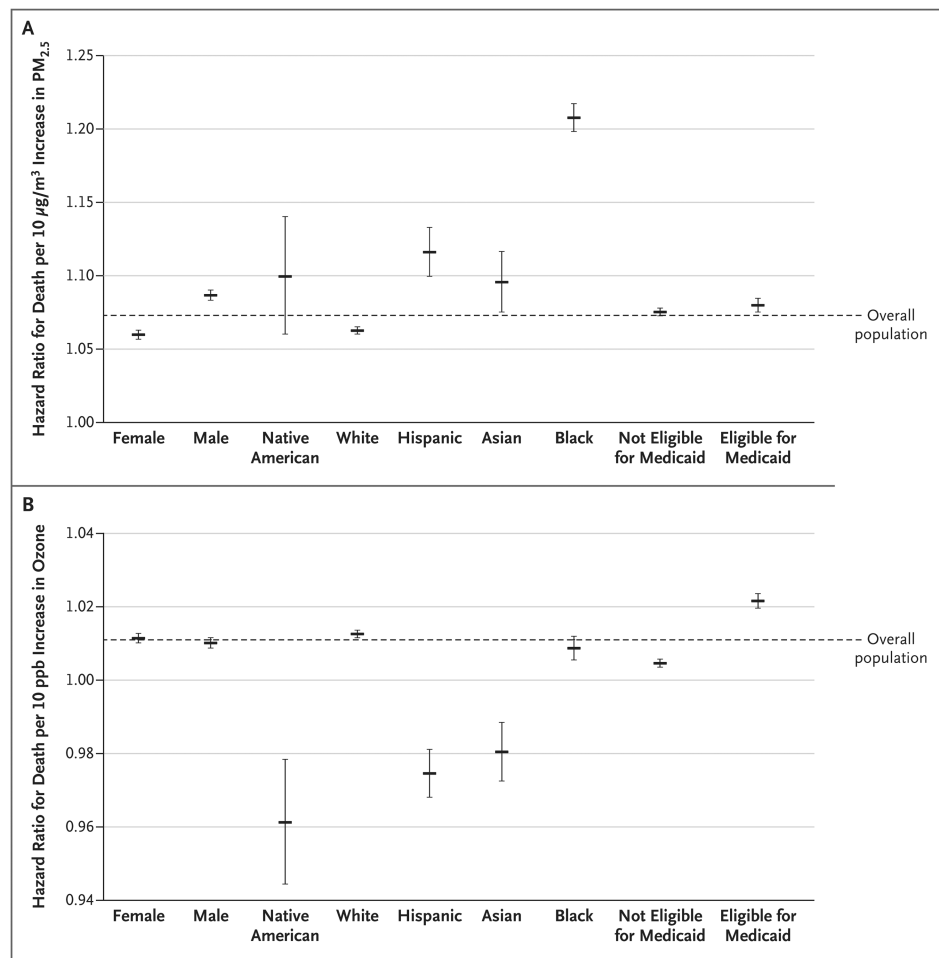 A
Hazard Ratio for Death per 10 µg/m³ Increase in PM₂.₅
1.25
1.20
1.15
1.10
1.05
1.00
Overall
population
Female Male Native White Hispanic Asian Black Not Eligible Eligible for
American for Medicaid Medicaid
B
Hazard Ratio for Death per 10 ppb Increase in Ozone
1.04
1.02
1.00
0.98
0.96
0.94
Overall
population
Female Male Native White Hispanic Asian Black Not Eligible Eligible for
American for Medicaid Medicaid